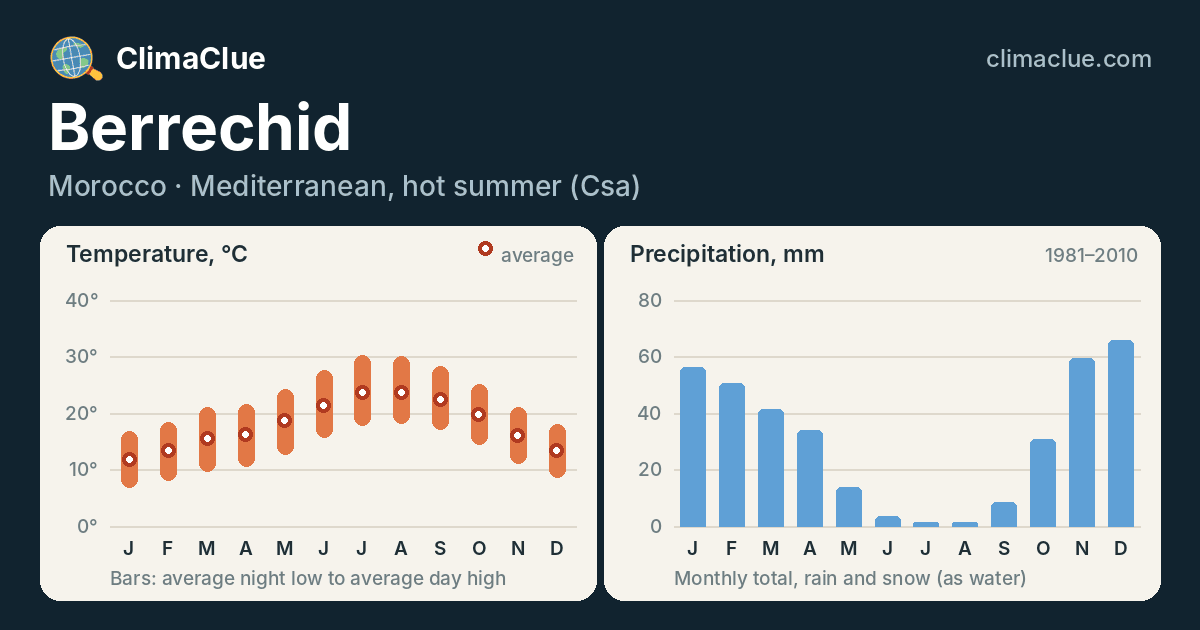 ClimaClue
climaclue.com
Berrechid
Morocco · Mediterranean, hot summer (Csa)
Temperature, °C
average
40°
30°
20°
10°
0°
J F M A M J J A S O N D
Bars: average night low to average day high
Precipitation, mm
1981–2010
80
60
40
20
0
J F M A M J J A S O N D
Monthly total, rain and snow (as water)